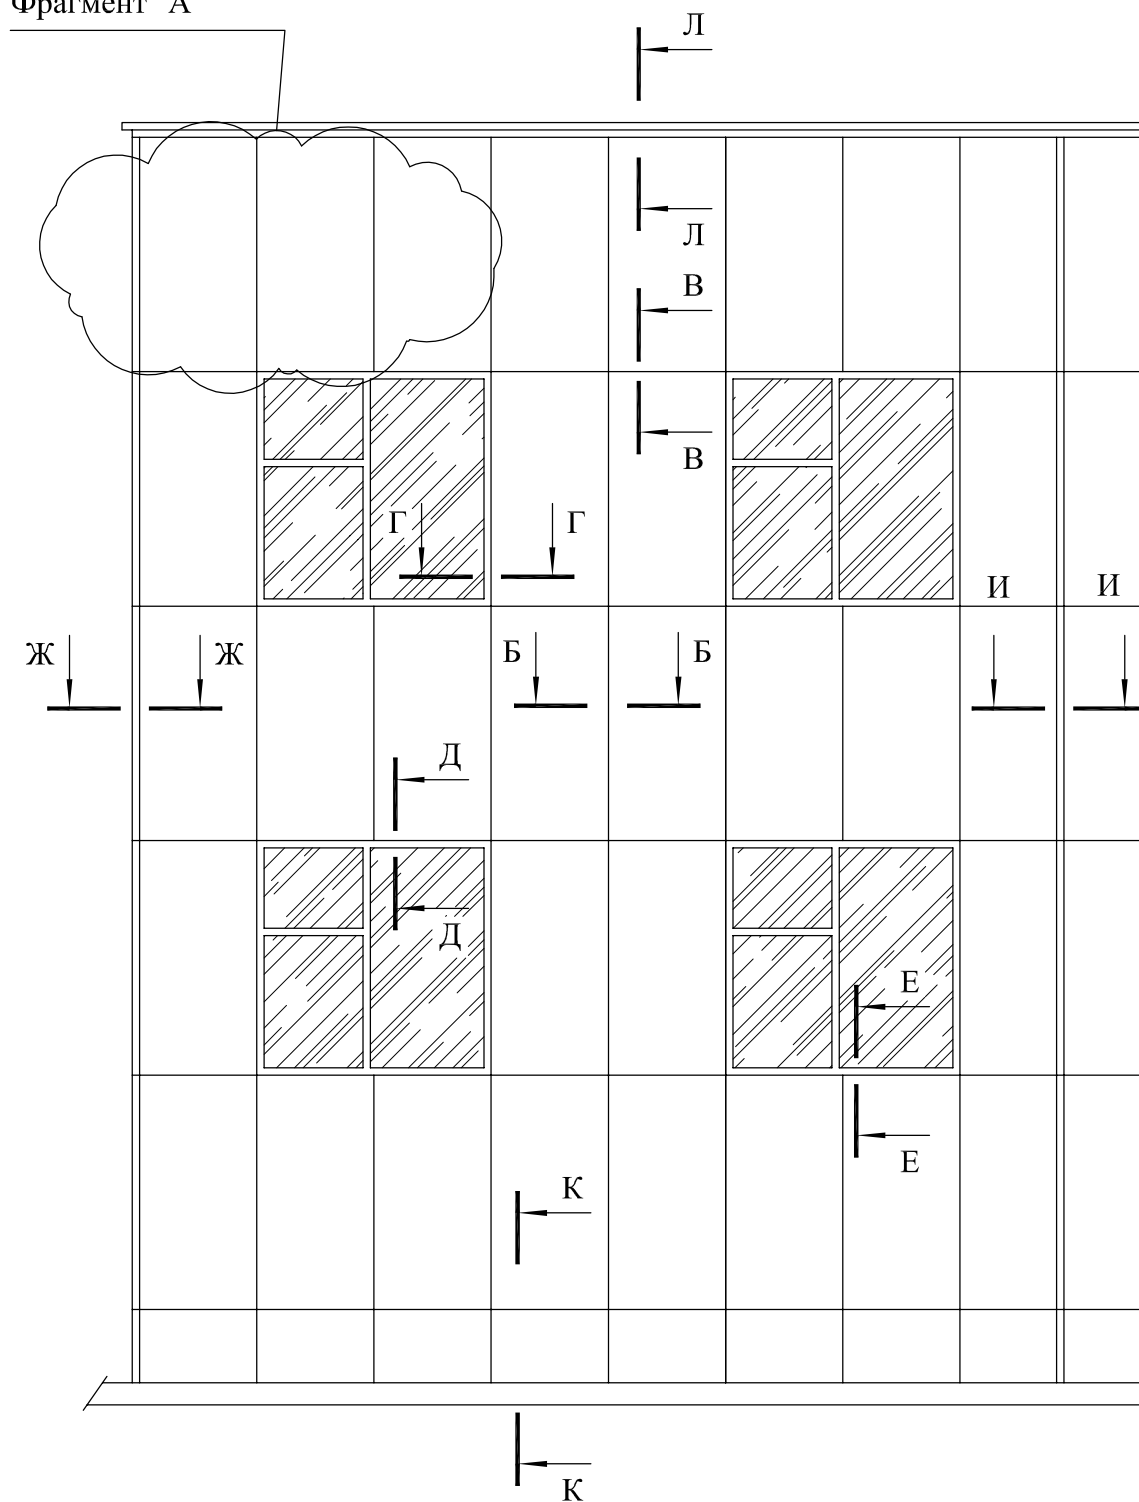 Фрагмент "А"
Л
Л
В
В
Г Г
И И
Ж Ж Б Б
Д
Д
Е
Е
К
К